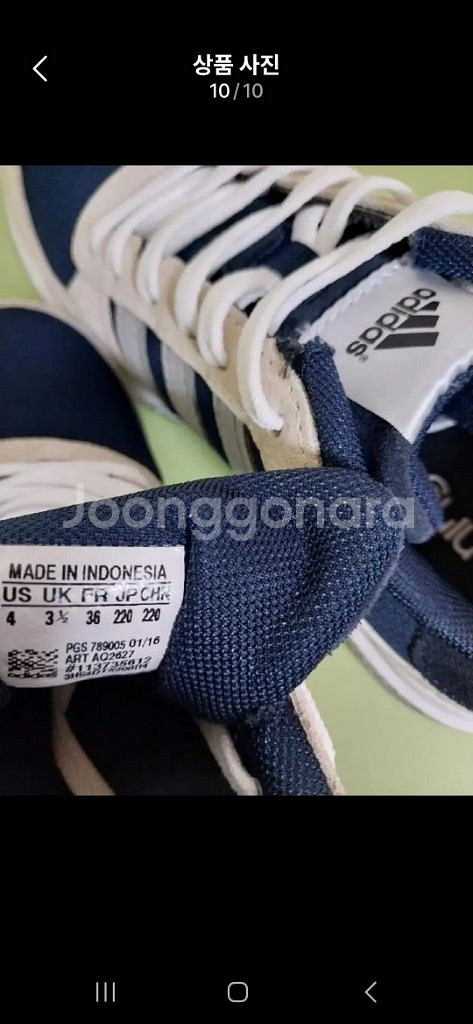 상품 사진
10/10
adidas
Joonggonara
MADE IN INDONESIA
US UK FR JP CHN
4 3½ 36 220 220
PGS 789005 01/16
ART AQ2627
#113735612